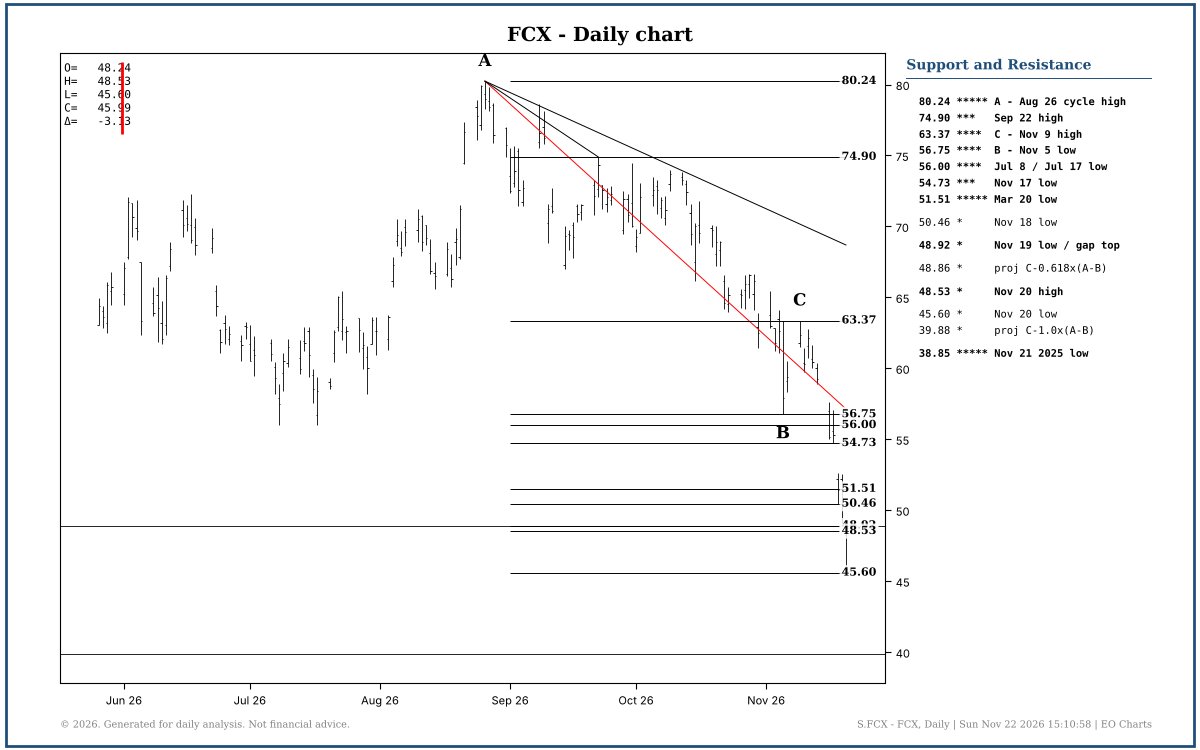 FCX - Daily chart
O= 48.24
H= 48.53
L= 45.60
C= 45.99
Δ= -3.13
A
C
B
80.24
74.90
63.37
56.75
56.00
54.73
51.51
50.46
48.92
48.53
45.60
80
75
70
65
60
55
50
45
40
Jun 26
Jul 26
Aug 26
Sep 26
Oct 26
Nov 26
Support and Resistance
80.24 ***** A - Aug 26 cycle high
74.90 *** Sep 22 high
63.37 **** C - Nov 9 high
56.75 **** B - Nov 5 low
56.00 **** Jul 8 / Jul 17 low
54.73 *** Nov 17 low
51.51 ***** Mar 20 low
50.46 * Nov 18 low
48.92 * Nov 19 low / gap top
48.86 * proj C-0.618x(A-B)
48.53 * Nov 20 high
45.60 * Nov 20 low
39.88 * proj C-1.0x(A-B)
38.85 ***** Nov 21 2025 low
© 2026. Generated for daily analysis. Not financial advice.
S.FCX - FCX, Daily | Sun Nov 22 2026 15:10:58 | EO Charts